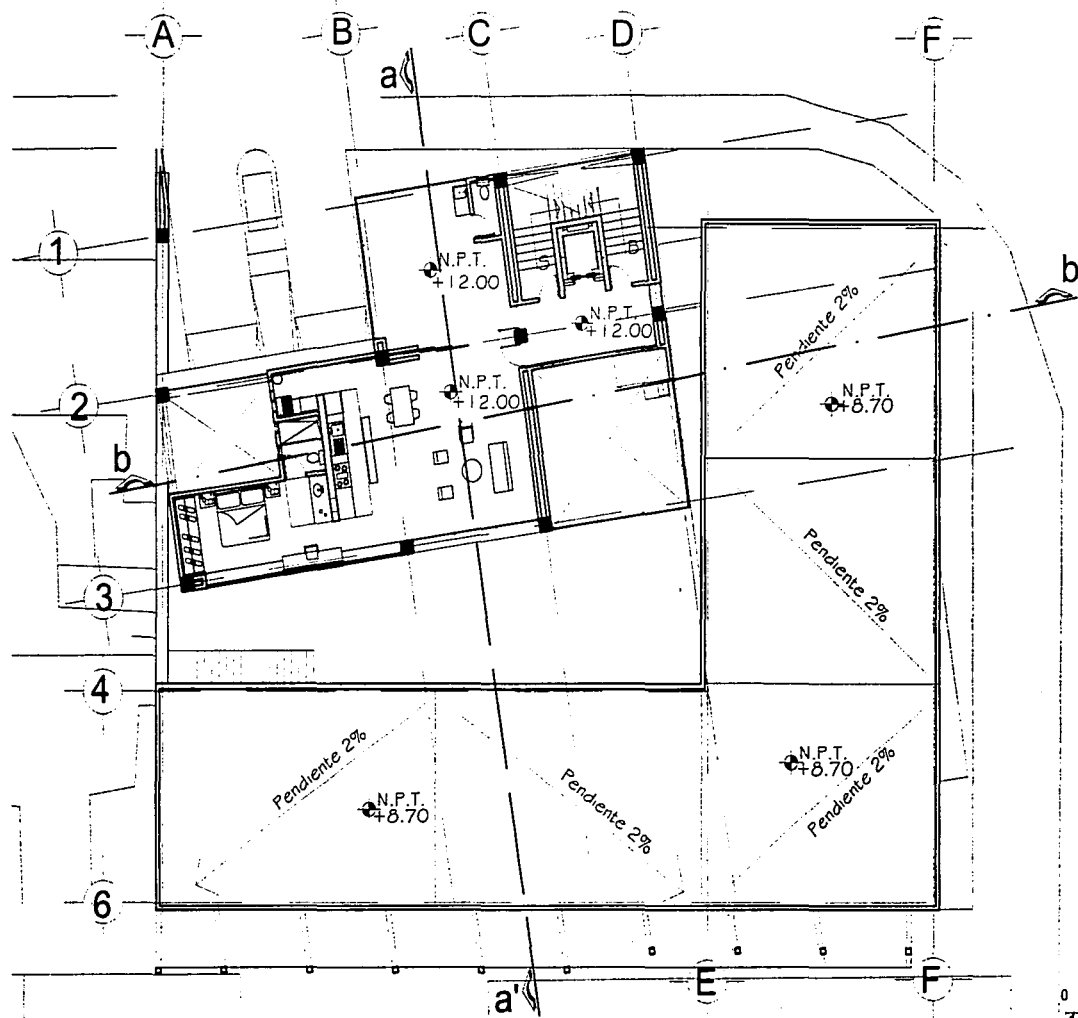 A
B
C
D
F
a
1
N.P.T.
+12.00
S
B
b
N.P.T.
+12.00
Pendiente 2%
2
N.P.T.
+12.00
N.P.T.
+8.70
b
3
Pendiente 2%
4
Pendiente 2%
N.P.T.
+8.70
Pendiente 2%
Pendiente 2%
N.P.T.
+8.70
6
a'
E
F
0